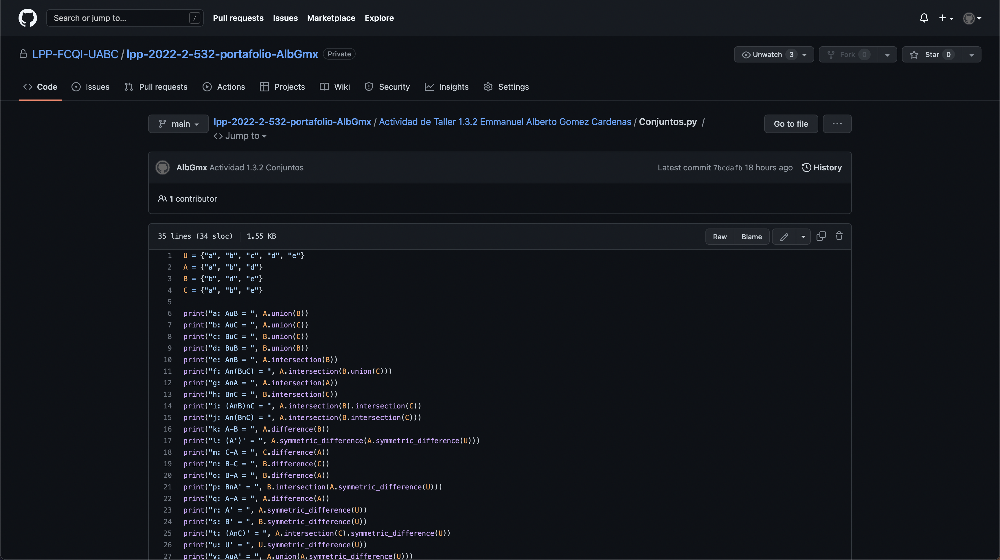 Search or jump to... / Pull requests Issues Marketplace Explore
LPP-FCQI-UABC / lpp-2022-2-532-portafolio-AlbGmx Private Unwatch 3 Fork 0 Star 0
Code Issues Pull requests Actions Projects Wiki Security Insights Settings
main lpp-2022-2-532-portafolio-AlbGmx / Actividad de Taller 1.3.2 Emmanuel Alberto Gomez Cardenas / Conjuntos.py / Go to file ...
<> Jump to
AlbGmx Actividad 1.3.2 Conjuntos Latest commit 7bcdafb 18 hours ago History
1 contributor
35 lines (34 sloc) 1.55 KB Raw Blame
1 U = {"a", "b", "c", "d", "e"}
2 A = {"a", "b", "d"}
3 B = {"b", "d", "e"}
4 C = {"a", "b", "e"}
5
6 print("a: AuB = ", A.union(B))
7 print("b: AuC = ", A.union(C))
8 print("c: BuC = ", B.union(C))
9 print("d: BuB = ", B.union(B))
10 print("e: AnB = ", A.intersection(B))
11 print("f: An(BuC) = ", A.intersection(B.union(C)))
12 print("g: AnA = ", A.intersection(A))
13 print("h: BnC = ", B.intersection(C))
14 print("i: (AnB)nC = ", A.intersection(B).intersection(C))
15 print("j: An(BnC) = ", A.intersection(B.intersection(C)))
16 print("k: A-B = ", A.difference(B))
17 print("l: (A')' = ", A.symmetric_difference(A.symmetric_difference(U)))
18 print("m: C-A = ", C.difference(A))
19 print("n: B-C = ", B.difference(C))
20 print("o: B-A = ", B.difference(A))
21 print("p: BnA' = ", B.intersection(A.symmetric_difference(U)))
22 print("q: A-A = ", A.difference(A))
23 print("r: A' = ", A.symmetric_difference(U))
24 print("s: B' = ", B.symmetric_difference(U))
25 print("t: (AnC)' = ", A.intersection(C).symmetric_difference(U))
26 print("u: U' = ", U.symmetric_difference(U))
27 print("v: AuA' = ", A.union(A.symmetric_difference(U)))